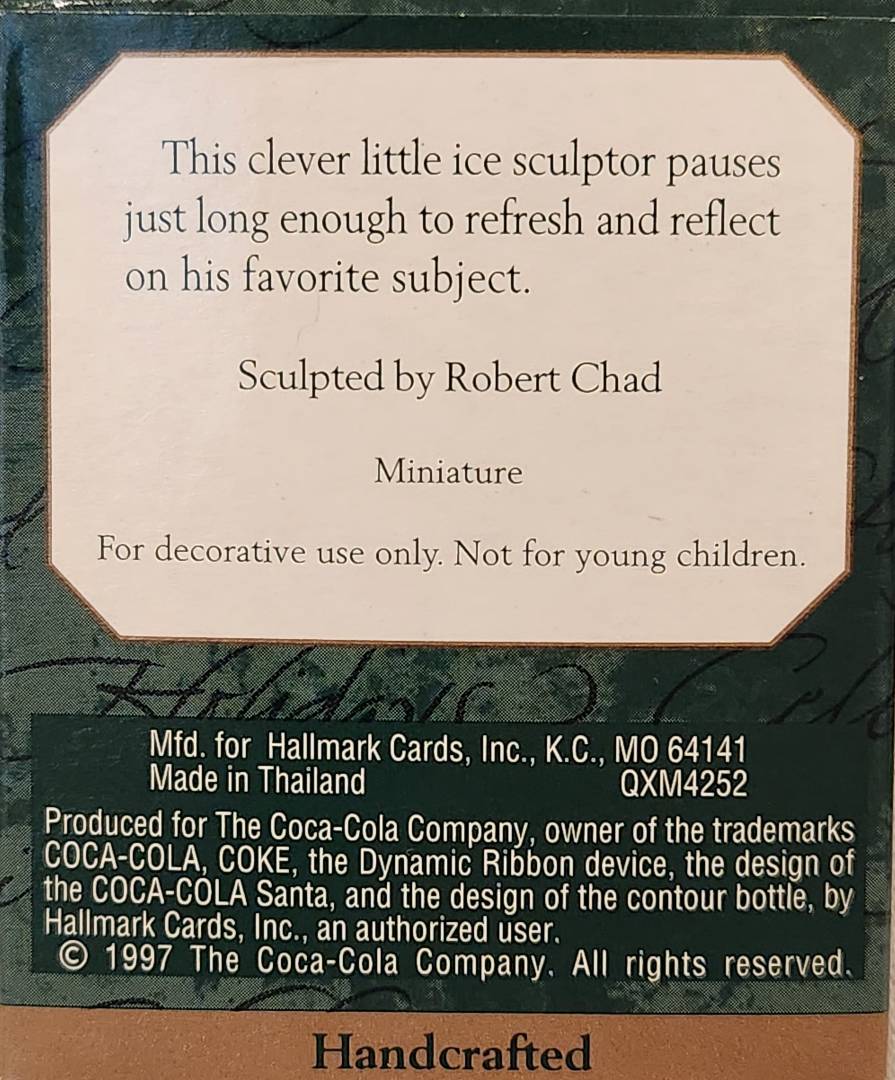 This clever little ice sculptor pauses
just long enough to refresh and reflect
on his favorite subject.
Sculpted by Robert Chad
Miniature
For decorative use only. Not for young children.
Holidays
Mfd. for Hallmark Cards, Inc., K.C., MO 64141
Made in Thailand QXM4252
Produced for The Coca-Cola Company, owner of the trademarks
COCA-COLA, COKE, the Dynamic Ribbon device, the design of
the COCA-COLA Santa, and the design of the contour bottle, by
Hallmark Cards, Inc., an authorized user.
© 1997 The Coca-Cola Company. All rights reserved.
Handcrafted